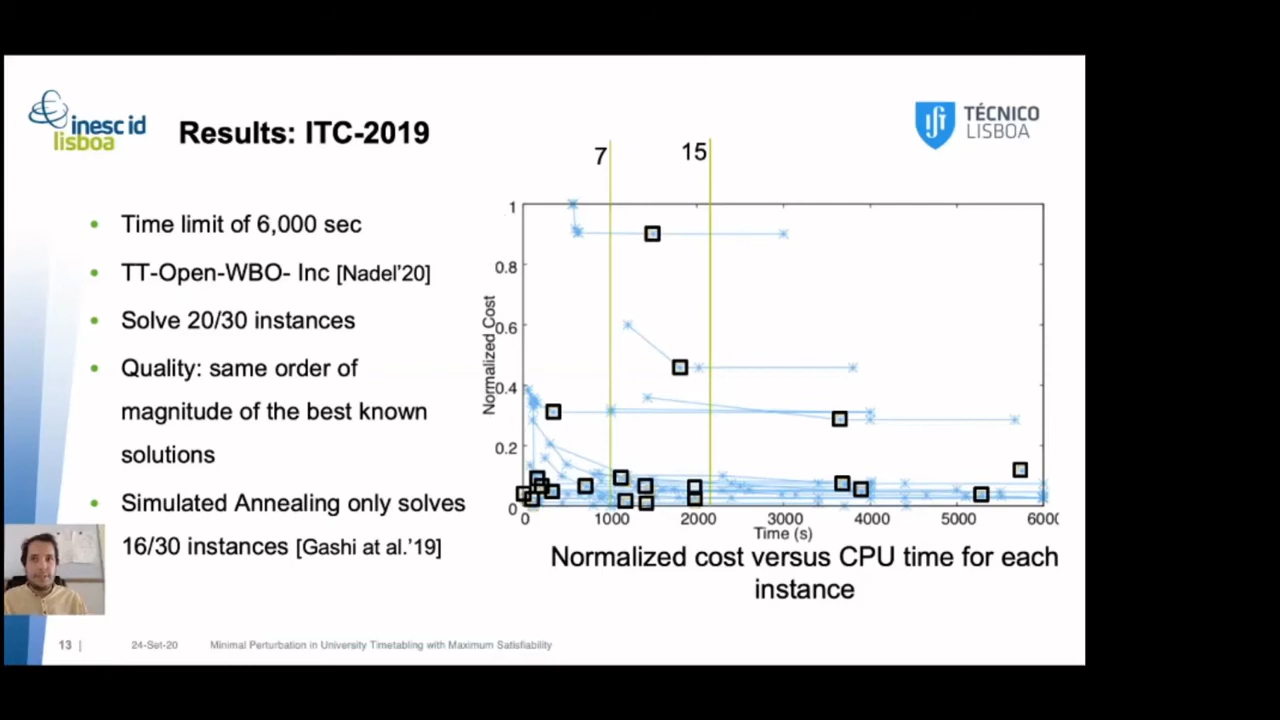 inesc id
lisboa
Results: ITC-2019
TÉCNICO
LISBOA
Time limit of 6,000 sec
TT-Open-WBO- Inc [Nadel'20]
Solve 20/30 instances
Quality: same order of
magnitude of the best known
solutions
Simulated Annealing only solves
16/30 instances [Gashi at al.'19]
7
15
1
0.8
0.6
0.4
0.2
0
Normalized Cost
0 1000 2000 3000 4000 5000 6000
Time (s)
Normalized cost versus CPU time for each
instance
13 |
24-Set-20
Minimal Perturbation in University Timetabling with Maximum Satisfiability